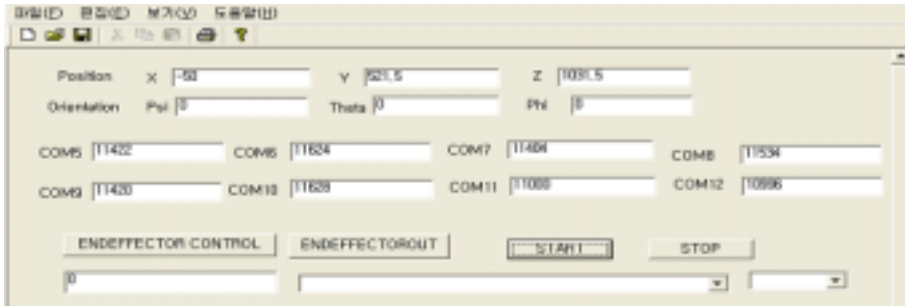 파일(F) 편집(E) 보기(V) 도움말(H)
Position X -50 Y 521.5 Z 1031.5
Orientation Psi 0 Theta 0 Phi 0
COM5 11422 COM6 11624 COM7 11404 COM8 11534
COM9 11420 COM10 11628 COM11 11000 COM12 10996
ENDEFFECTOR CONTROL ENDEFFECTOROUT START STOP
0